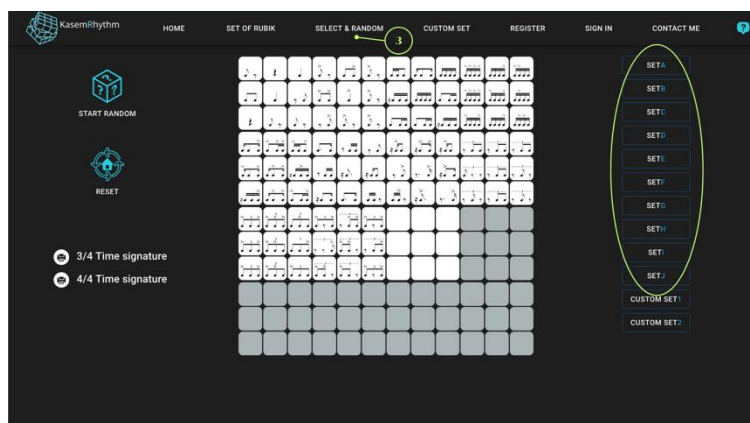 KasemRhythm
HOME
SET OF RUBIK
SELECT & RANDOM
CUSTOM SET
REGISTER
SIGN IN
CONTACT ME
?
3
START RANDOM
RESET
3/4 Time signature
4/4 Time signature
SETA
SETB
SETC
SETD
SETE
SETF
SETG
SETH
SETI
SETJ
CUSTOM SET1
CUSTOM SET2